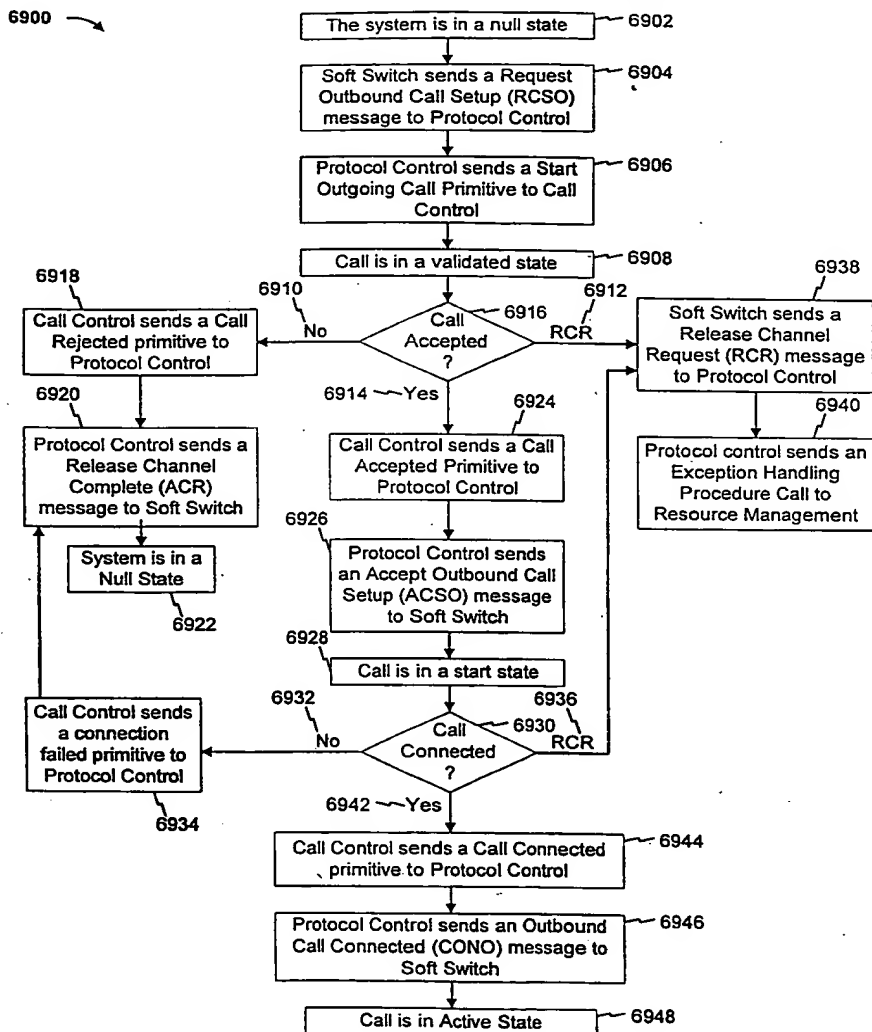 6900
The system is in a null state
6902
Soft Switch sends a Request
Outbound Call Setup (RCSO)
message to Protocol Control
6904
Protocol Control sends a Start
Outgoing Call Primitive to Call
Control
6906
Call is in a validated state
6908
6918
Call Control sends a Call
Rejected primitive to
Protocol Control
6910
No
Call
Accepted
?
6916
6912
RCR
6938
Soft Switch sends a
Release Channel
Request (RCR) message
to Protocol Control
6914
Yes
6920
Protocol Control sends a
Release Channel
Complete (ACR)
message to Soft Switch
6924
Call Control sends a Call
Accepted Primitive to
Protocol Control
6940
Protocol control sends an
Exception Handling
Procedure Call to
Resource Management
System is in a
Null State
6922
6926
Protocol Control sends
an Accept Outbound Call
Setup (ACSO) message
to Soft Switch
6928
Call is in a start state
Call Control sends
a connection
failed primitive to
Protocol Control
6934
6932
No
Call
Connected
?
6930
6936
RCR
6942
Yes
Call Control sends a Call Connected
primitive to Protocol Control
6944
Protocol Control sends an Outbound
Call Connected (CONO) message to
Soft Switch
6946
Call is in Active State
6948